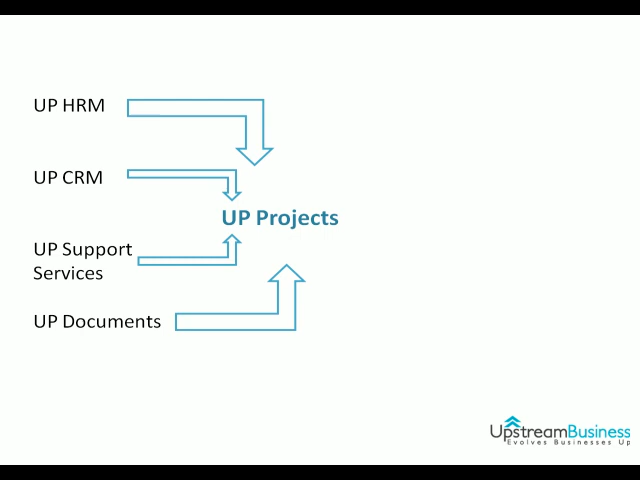 UP HRM
UP CRM
UP Projects
UP Support
Services
UP Documents
UpstreamBusiness
Evolves Businesses Up